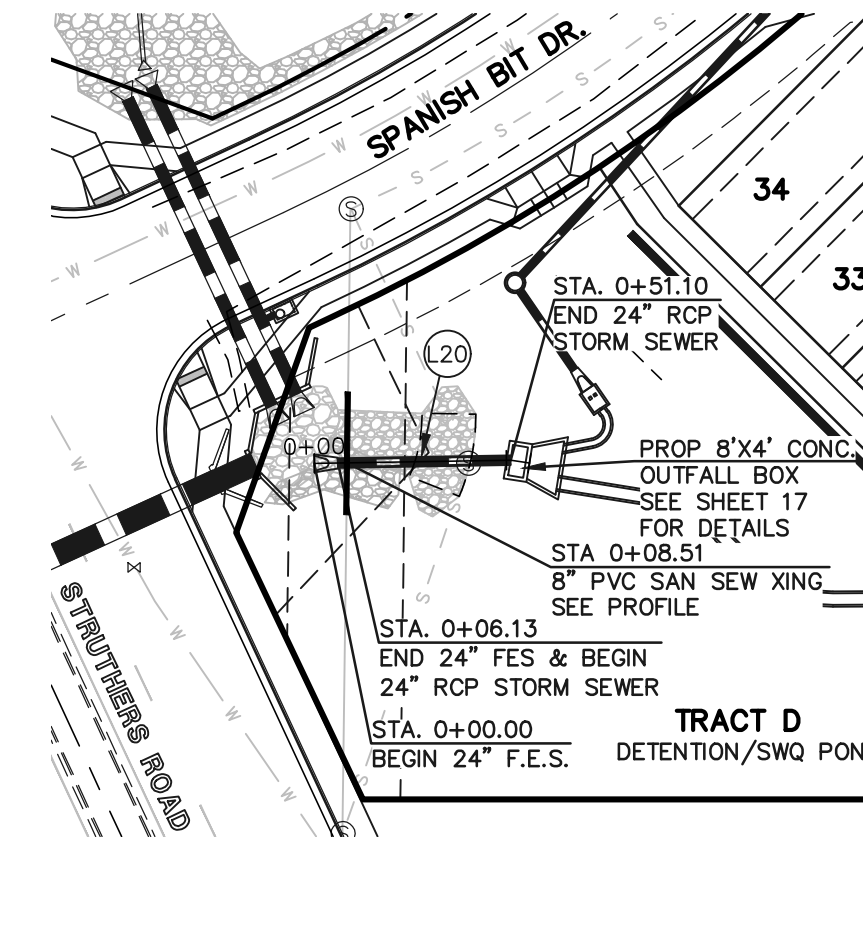 SPANISH BIT DR.
34
33
STA. 0+51.10
END 24" RCP
STORM SEWER
L20
0+00
PROP 8'X4' CONC.
OUTFALL BOX
SEE SHEET 17
FOR DETAILS
STA 0+08.51
8" PVC SAN SEW XING
SEE PROFILE
STA. 0+06.13
END 24" FES & BEGIN
24" RCP STORM SEWER
STA. 0+00.00
BEGIN 24" F.E.S.
TRACT D
DETENTION/SWQ PON
STRUTHERS ROAD
W
W
W
W
W
W
W
W
W
W
W
S
S
S
S
S
S
S
S
S
S
S